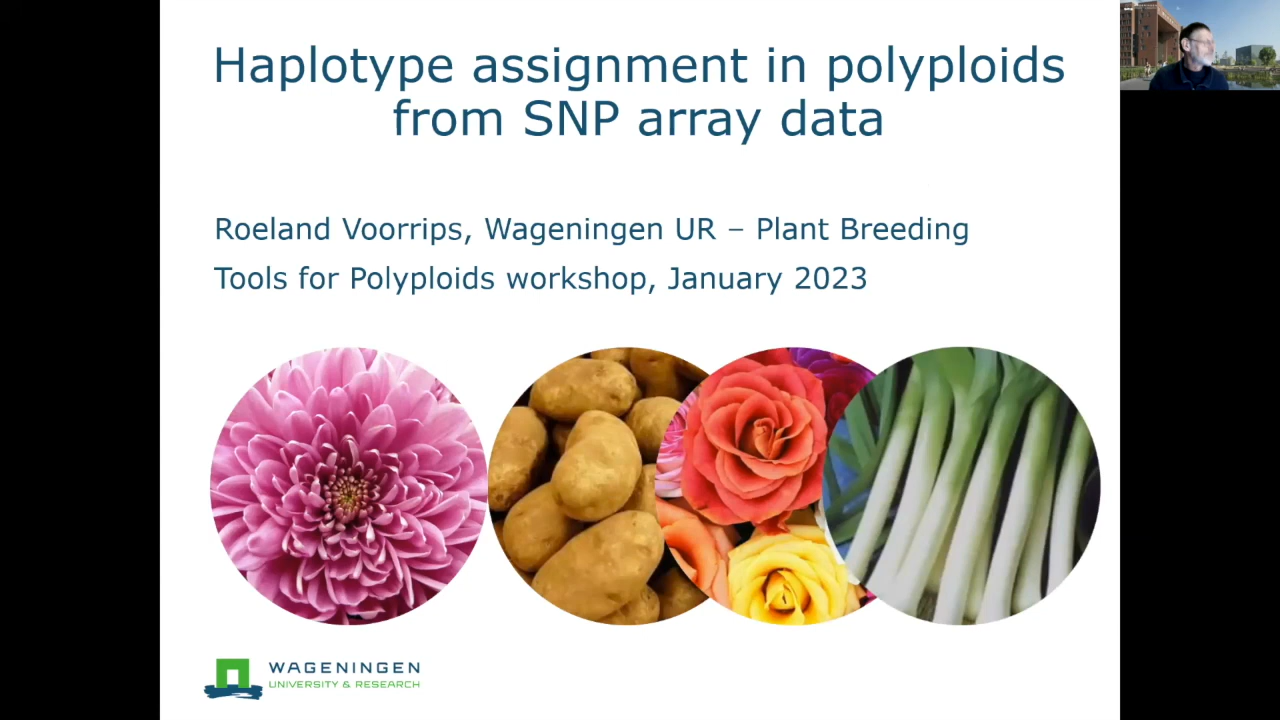 Haplotype assignment in polyploids
from SNP array data
Roeland Voorrips, Wageningen UR – Plant Breeding
Tools for Polyploids workshop, January 2023
WAGENINGEN
UNIVERSITY & RESEARCH